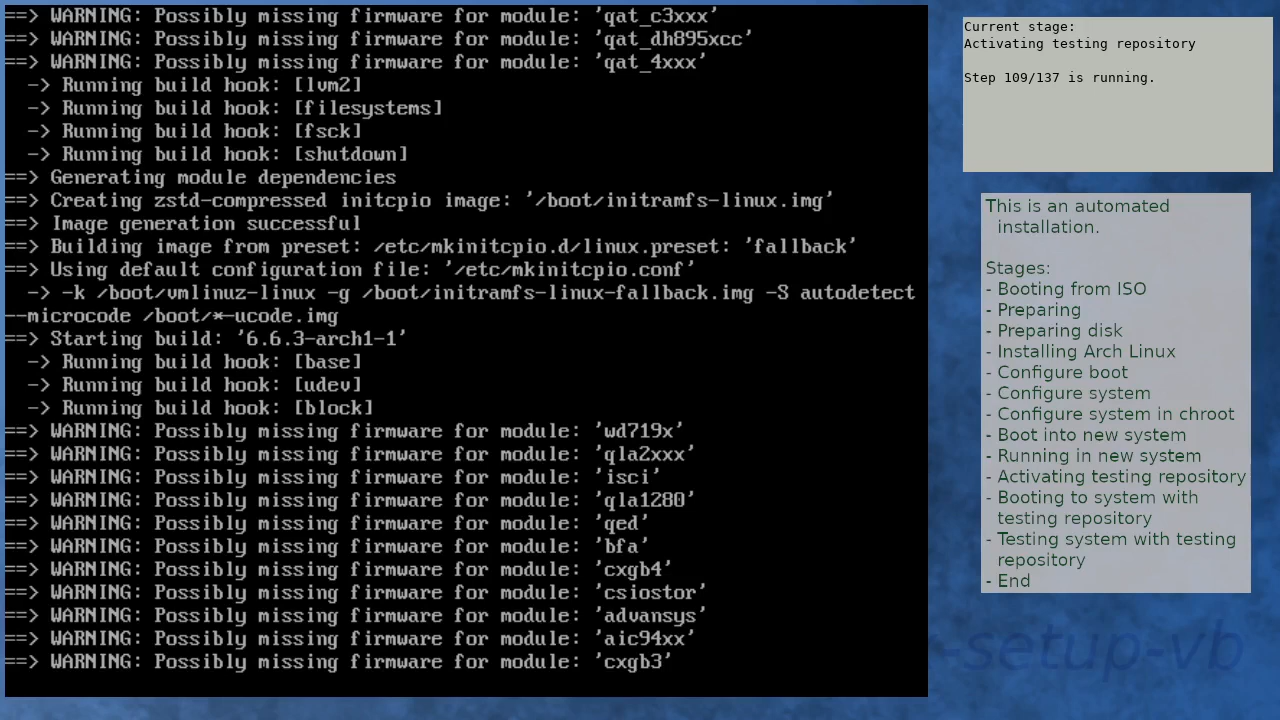 ==> WARNING: Possibly missing firmware for module: 'qat_c3xxx'
==> WARNING: Possibly missing firmware for module: 'qat_dh895xcc'
==> WARNING: Possibly missing firmware for module: 'qat_4xxx'
  -> Running build hook: [lvm2]
  -> Running build hook: [filesystems]
  -> Running build hook: [fsck]
  -> Running build hook: [shutdown]
==> Generating module dependencies
==> Creating zstd-compressed initcpio image: '/boot/initramfs-linux.img'
==> Image generation successful
==> Building image from preset: /etc/mkinitcpio.d/linux.preset: 'fallback'
==> Using default configuration file: '/etc/mkinitcpio.conf'
  -> -k /boot/vmlinuz-linux -g /boot/initramfs-linux-fallback.img -S autodetect
--microcode /boot/*-ucode.img
==> Starting build: '6.6.3-arch1-1'
  -> Running build hook: [base]
  -> Running build hook: [udev]
  -> Running build hook: [block]
==> WARNING: Possibly missing firmware for module: 'wd719x'
==> WARNING: Possibly missing firmware for module: 'qla2xxx'
==> WARNING: Possibly missing firmware for module: 'isci'
==> WARNING: Possibly missing firmware for module: 'qla1280'
==> WARNING: Possibly missing firmware for module: 'qed'
==> WARNING: Possibly missing firmware for module: 'bfa'
==> WARNING: Possibly missing firmware for module: 'cxgb4'
==> WARNING: Possibly missing firmware for module: 'csiostor'
==> WARNING: Possibly missing firmware for module: 'advansys'
==> WARNING: Possibly missing firmware for module: 'aic94xx'
==> WARNING: Possibly missing firmware for module: 'cxgb3'
Current stage:
Activating testing repository
Step 109/137 is running.
This is an automated
installation.
Stages:
- Booting from ISO
- Preparing
- Preparing disk
- Installing Arch Linux
- Configure boot
- Configure system
- Configure system in chroot
- Boot into new system
- Running in new system
- Activating testing repository
- Booting to system with
testing repository
- Testing system with testing
repository
- End
-setup-vb